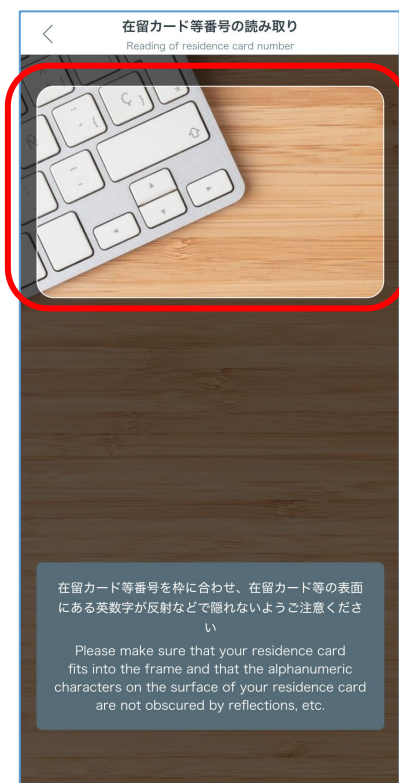 在留カード等番号の読み取り
Reading of residence card number
在留カード等番号を枠に合わせ、在留カード等の表面
にある英数字が反射などで隠れないようご注意くださ
い
Please make sure that your residence card
fits into the frame and that the alphanumeric
characters on the surface of your residence card
are not obscured by reflections, etc.